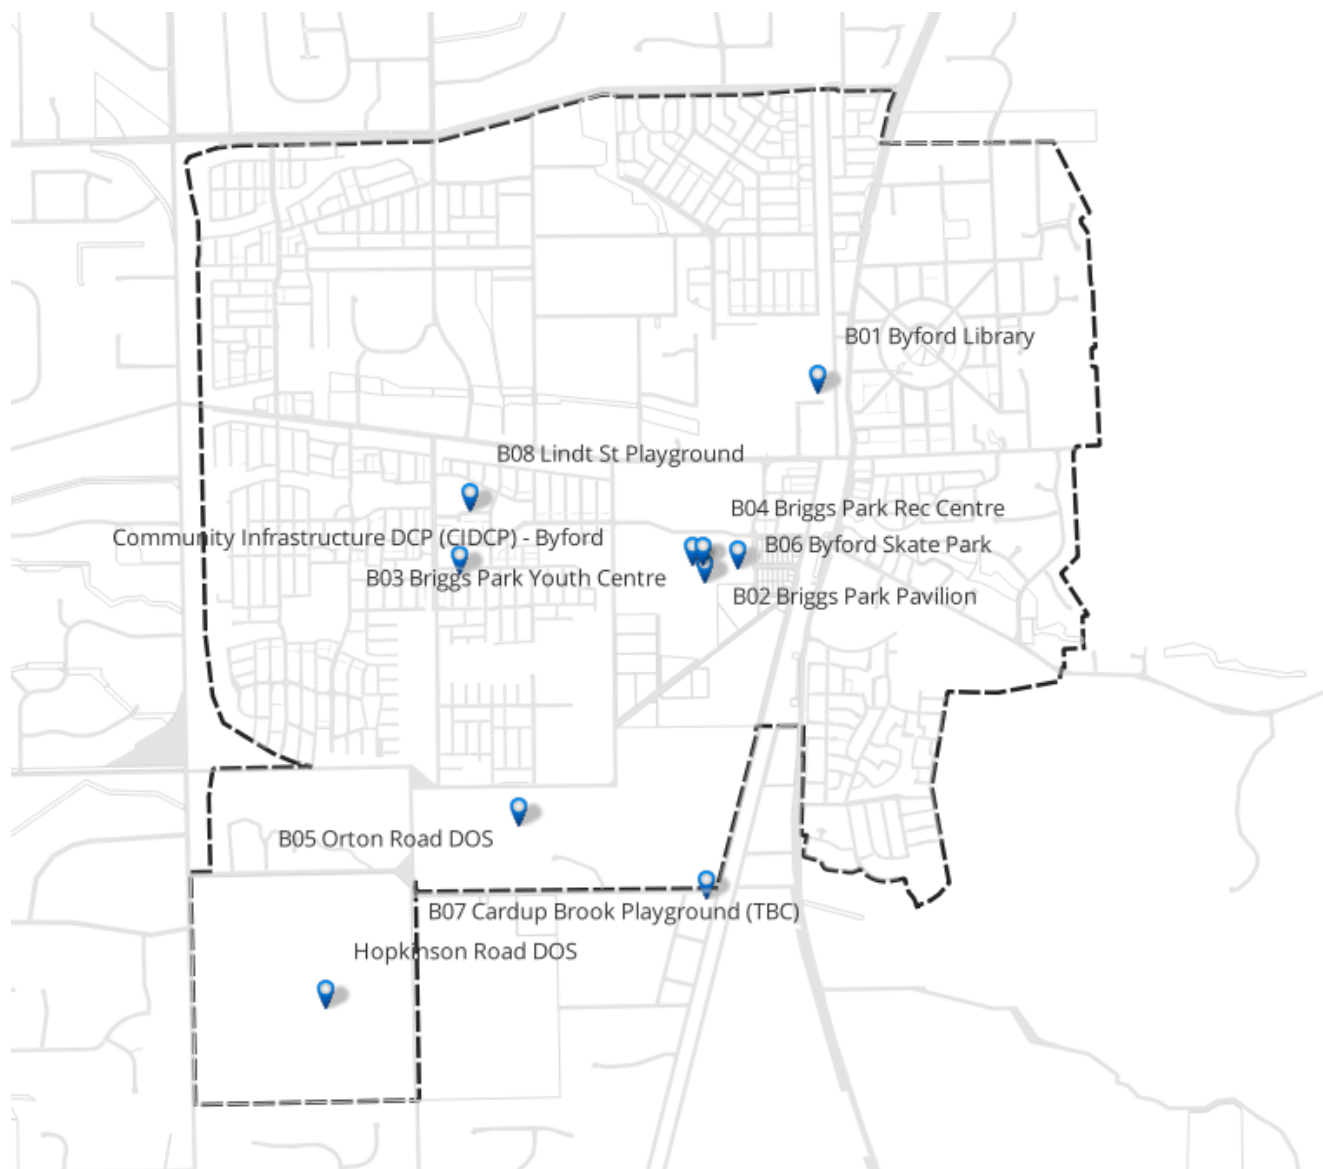 B01 Byford Library
B08 Lindt St Playground
B04 Briggs Park Rec Centre
Community Infrastructure DCP (CIDCP) - Byford
B06 Byford Skate Park
B03 Briggs Park Youth Centre
B02 Briggs Park Pavilion
B05 Orton Road DOS
B07 Cardup Brook Playground (TBC)
Hopkinson Road DOS